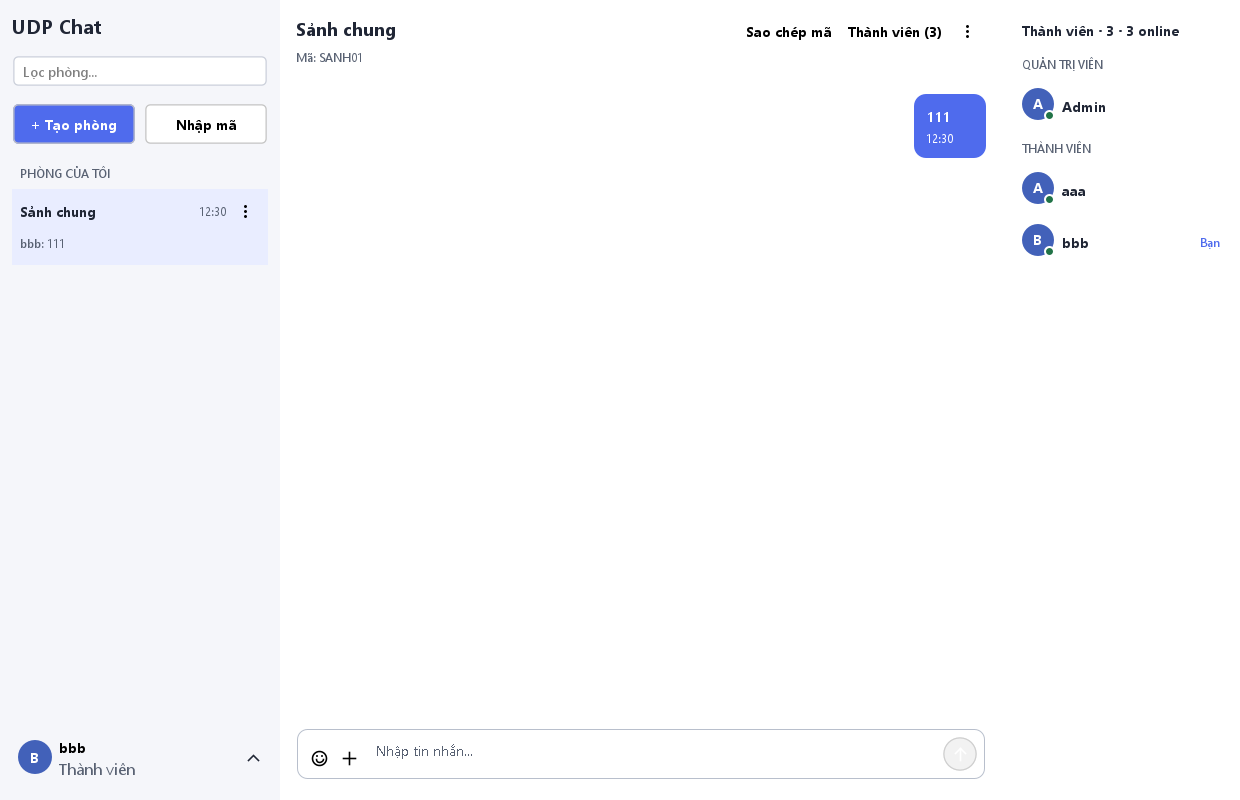 UDP Chat
Lọc phòng...
+ Tạo phòng
Nhập mã
PHÒNG CỦA TÔI
Sảnh chung
12:30
bbb: 111
B
bbb
Thành viên
Sảnh chung
Mã: SANH01
Sao chép mã
Thành viên (3)
111
12:30
Nhập tin nhắn...
Thành viên · 3 · 3 online
QUẢN TRỊ VIÊN
A
Admin
THÀNH VIÊN
A
aaa
B
bbb
Bạn